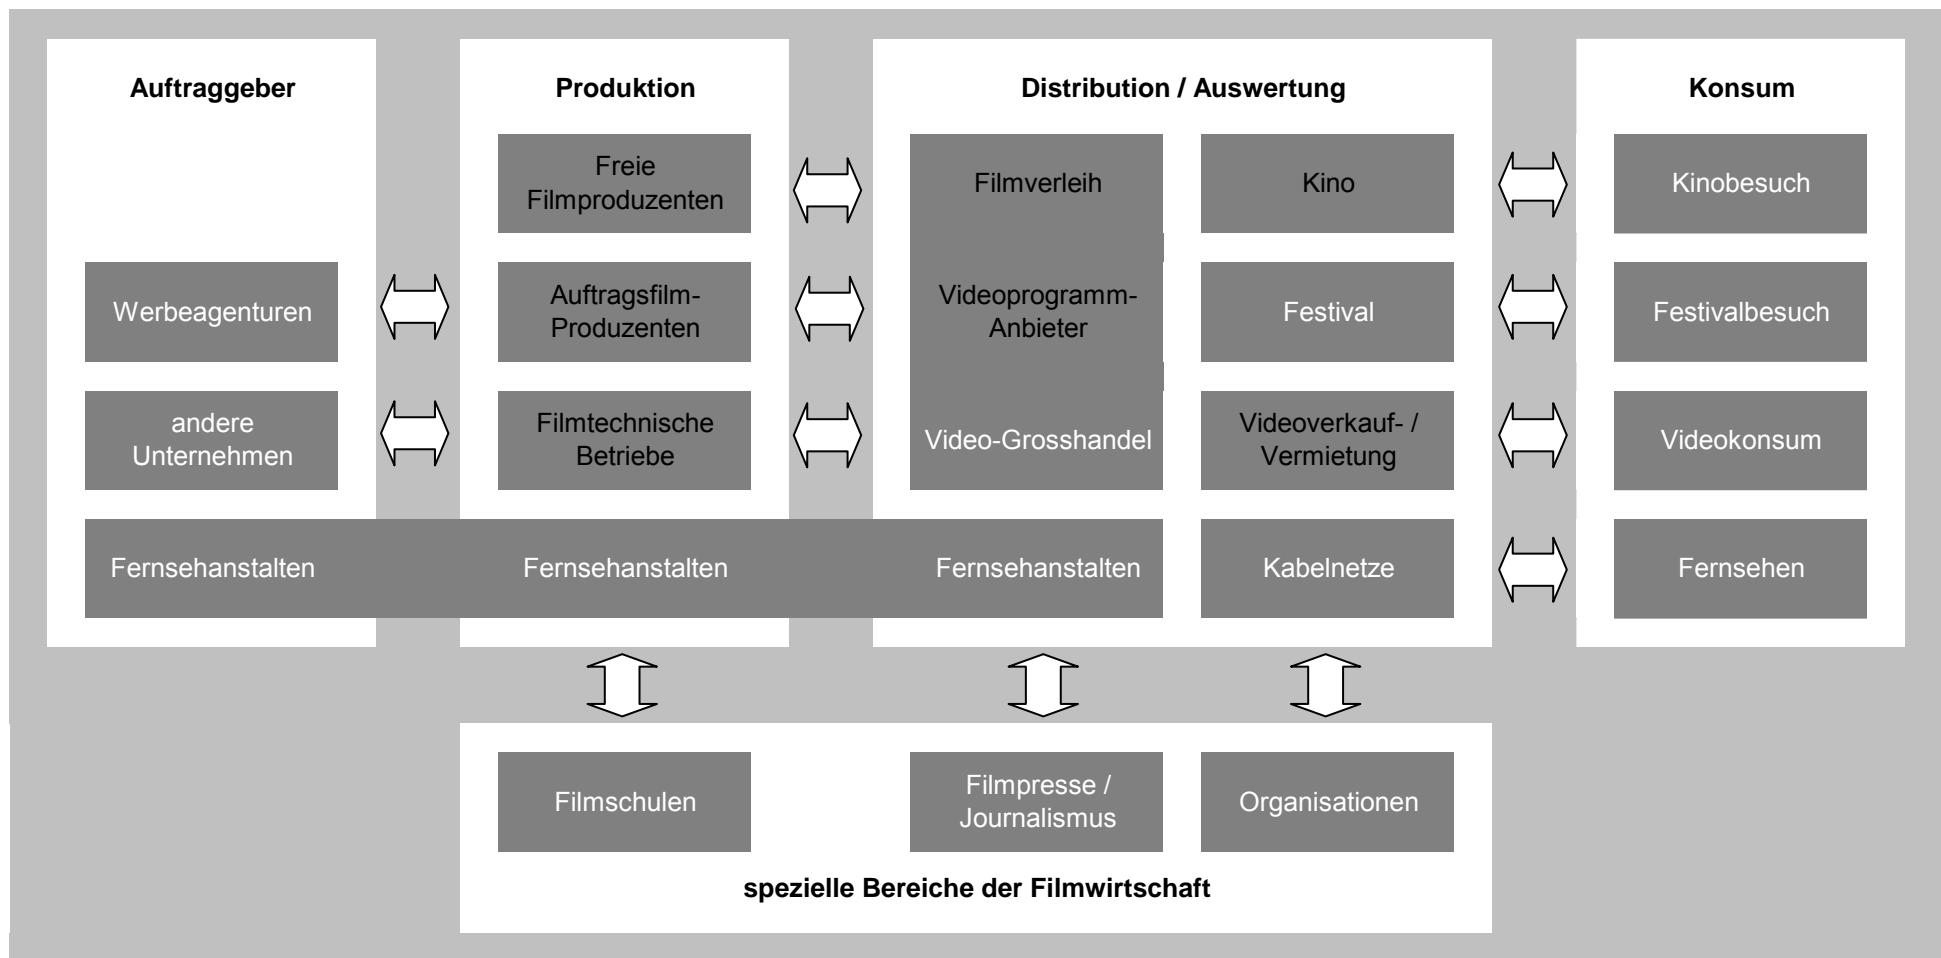 Auftraggeber
Produktion
Distribution / Auswertung
Konsum
Freie
Filmproduzenten
Filmverleih
Kino
Kinobesuch
Werbeagenturen
Auftragsfilm-
Produzenten
Videoprogramm-
Anbieter
Festival
Festivalbesuch
andere
Unternehmen
Filmtechnische
Betriebe
Video-Grosshandel
Videoverkauf- /
Vermietung
Videokonsum
Fernsehanstalten
Fernsehanstalten
Fernsehanstalten
Kabelnetze
Fernsehen
Filmschulen
Filmpresse /
Journalismus
Organisationen
spezielle Bereiche der Filmwirtschaft